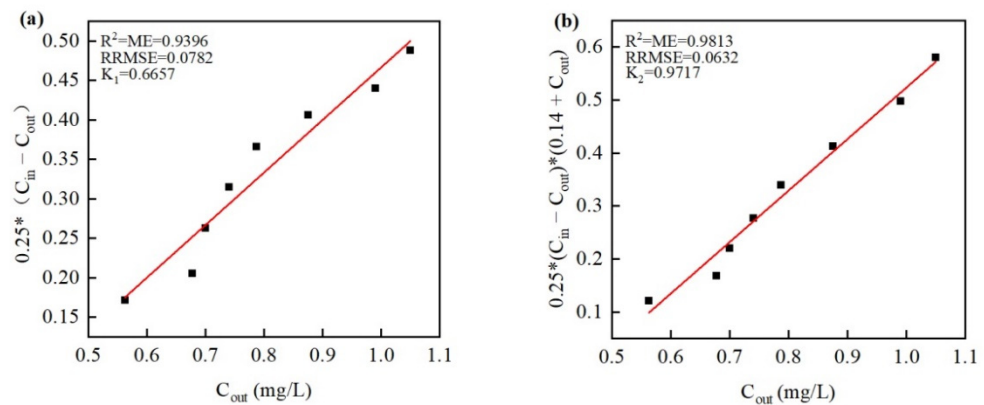 (a)
R²=ME=0.9396
RRMSE=0.0782
K₁=0.6657
0.50
0.45
0.40
0.35
0.30
0.25
0.20
0.15
0.25*（C_in − C_out）
0.5 0.6 0.7 0.8 0.9 1.0 1.1
C_out (mg/L)
(b)
R²=ME=0.9813
RRMSE=0.0632
K₂=0.9717
0.6
0.5
0.4
0.3
0.2
0.1
0.25*(C_in − C_out)*(0.14 + C_out)
0.5 0.6 0.7 0.8 0.9 1.0 1.1
C_out (mg/L)